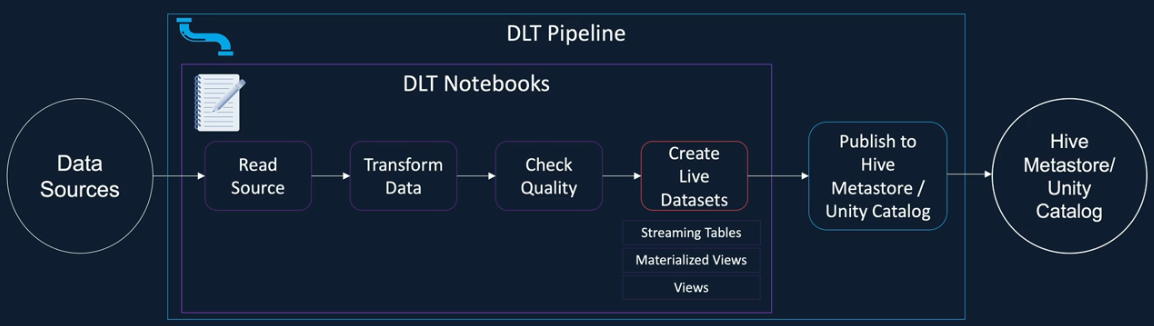 DLT Pipeline
DLT Notebooks
Data
Sources
Read
Source
Transform
Data
Check
Quality
Create
Live
Datasets
Streaming Tables
Materialized Views
Views
Publish to
Hive
Metastore /
Unity Catalog
Hive
Metastore/
Unity
Catalog